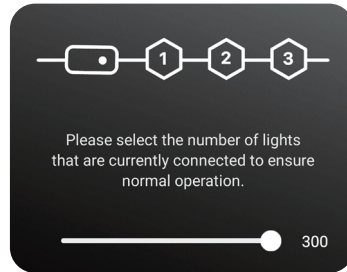 1 2 3
Please select the number of lights
that are currently connected to ensure
normal operation.
300